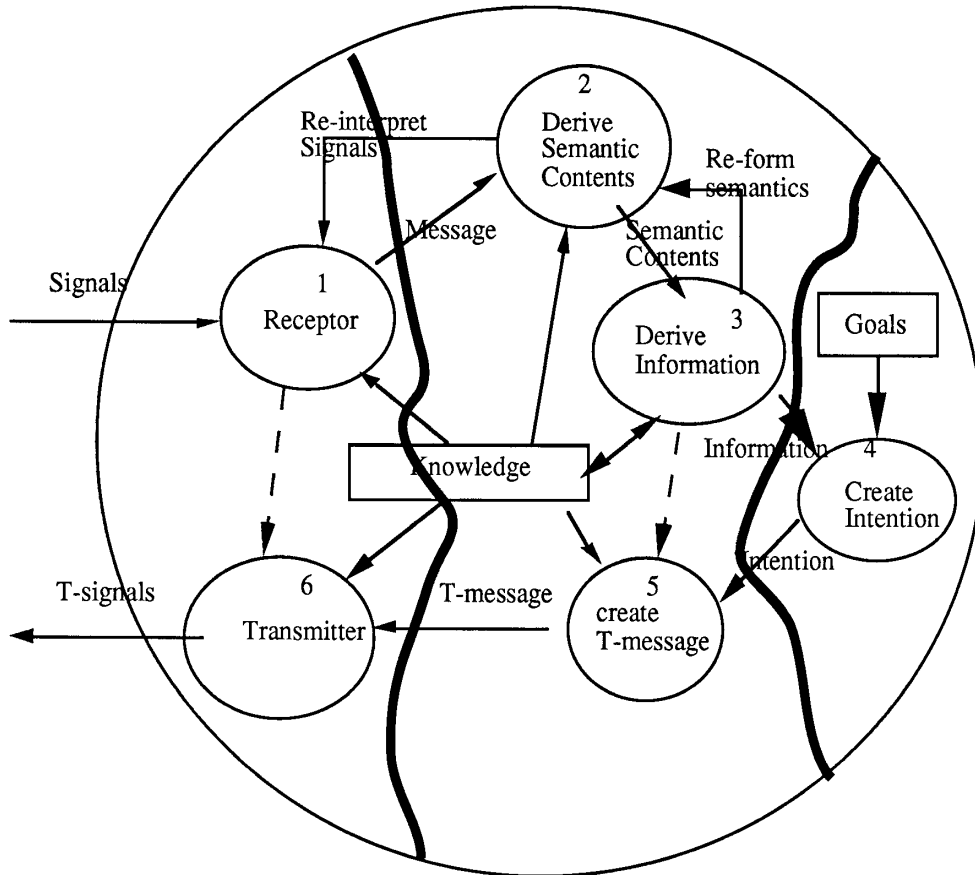 2
Derive
Semantic
Contents
Re-interpret
Signals
Re-form
semantics
Message
Semantic
Contents
Signals
1
Receptor
3
Derive
Information
Goals
Knowledge
Information
4
Create
Intention
Intention
T-signals
6
Transmitter
T-message
5
create
T-message